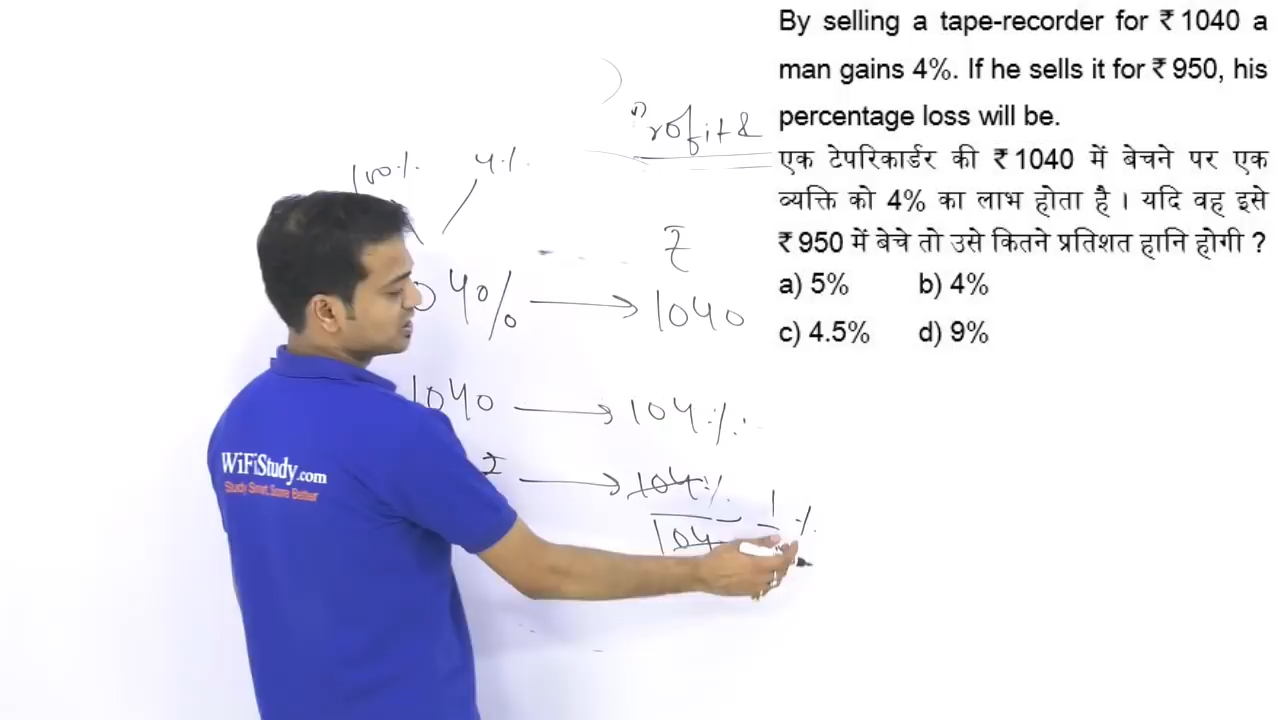 By selling a tape-recorder for ₹ 1040 a
man gains 4%. If he sells it for ₹ 950, his
percentage loss will be.
एक टेपरिकार्डर की ₹ 1040 में बेचने पर एक
व्यक्ति को 4% का लाभ होता है । यदि वह इसे
₹ 950 में बेचे तो उसे कितने प्रतिशत हानि होगी ?
a) 5% b) 4%
c) 4.5% d) 9%
Profit &
100% 4%
₹
04 0% → 1040
1040 → 104%
₹ → 104%
104
1 %
WiFiStudy.com
Study Smart, Score Better